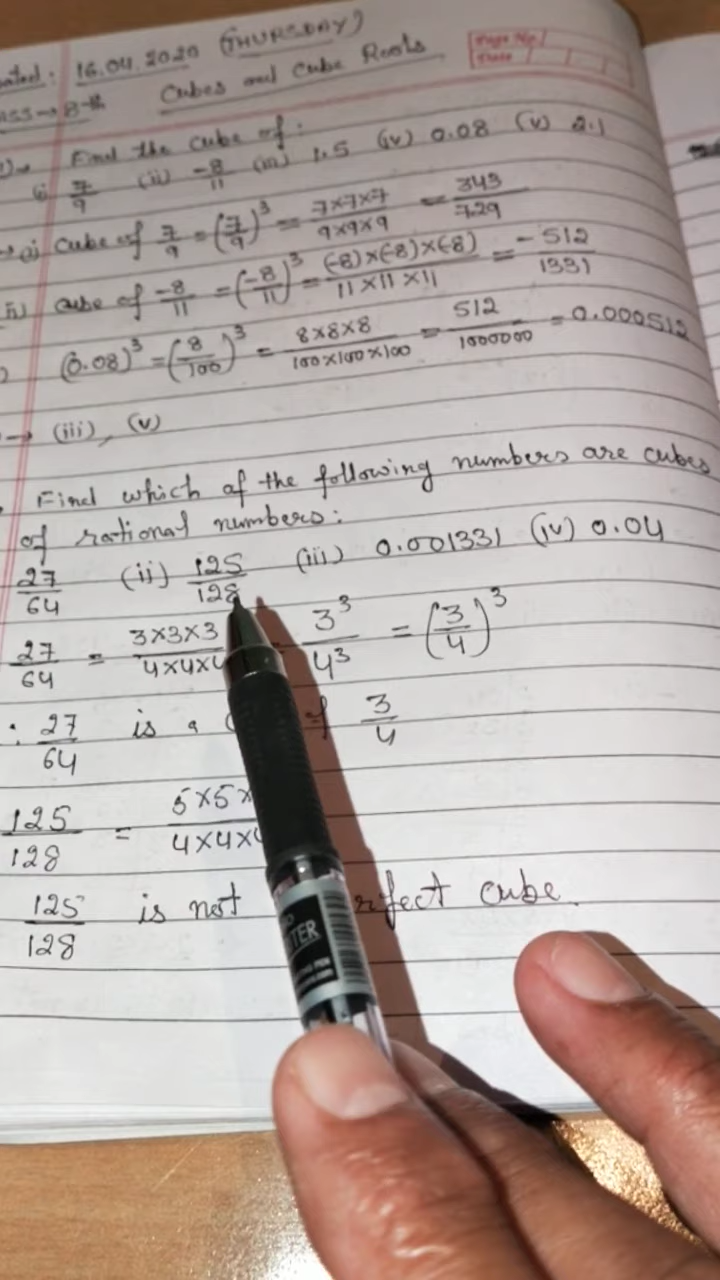 16.04.2020 (THURSDAY)
Page No
Date
8th Cubes and Cube Roots
Find the cube of:
(i) 7/9 (ii) -8/11 (iii) 1.5 (iv) 0.08 (v) 2.1
→ (i) Cube of 7/9 = (7/9)³ = 7×7×7/9×9×9 = 343/729
cube of -8/11 = (-8/11)³ = (-8)×(-8)×(-8)/11×11×11 = -512/1331
(0.08)³ = (8/100)³ = 8×8×8/100×100×100 = 512/1000000 = 0.000512
→ (iii), (v)
Find which of the following numbers are cubes
of rational numbers:
27/64 (ii) 125/128 (iii) 0.001331 (iv) 0.04
27/64 = 3×3×3/4×4×4 = 3³/4³ = (3/4)³
∴ 27/64 is a of 3/4
125/128 = 5×5×/4×4×
125/128 is not cube.